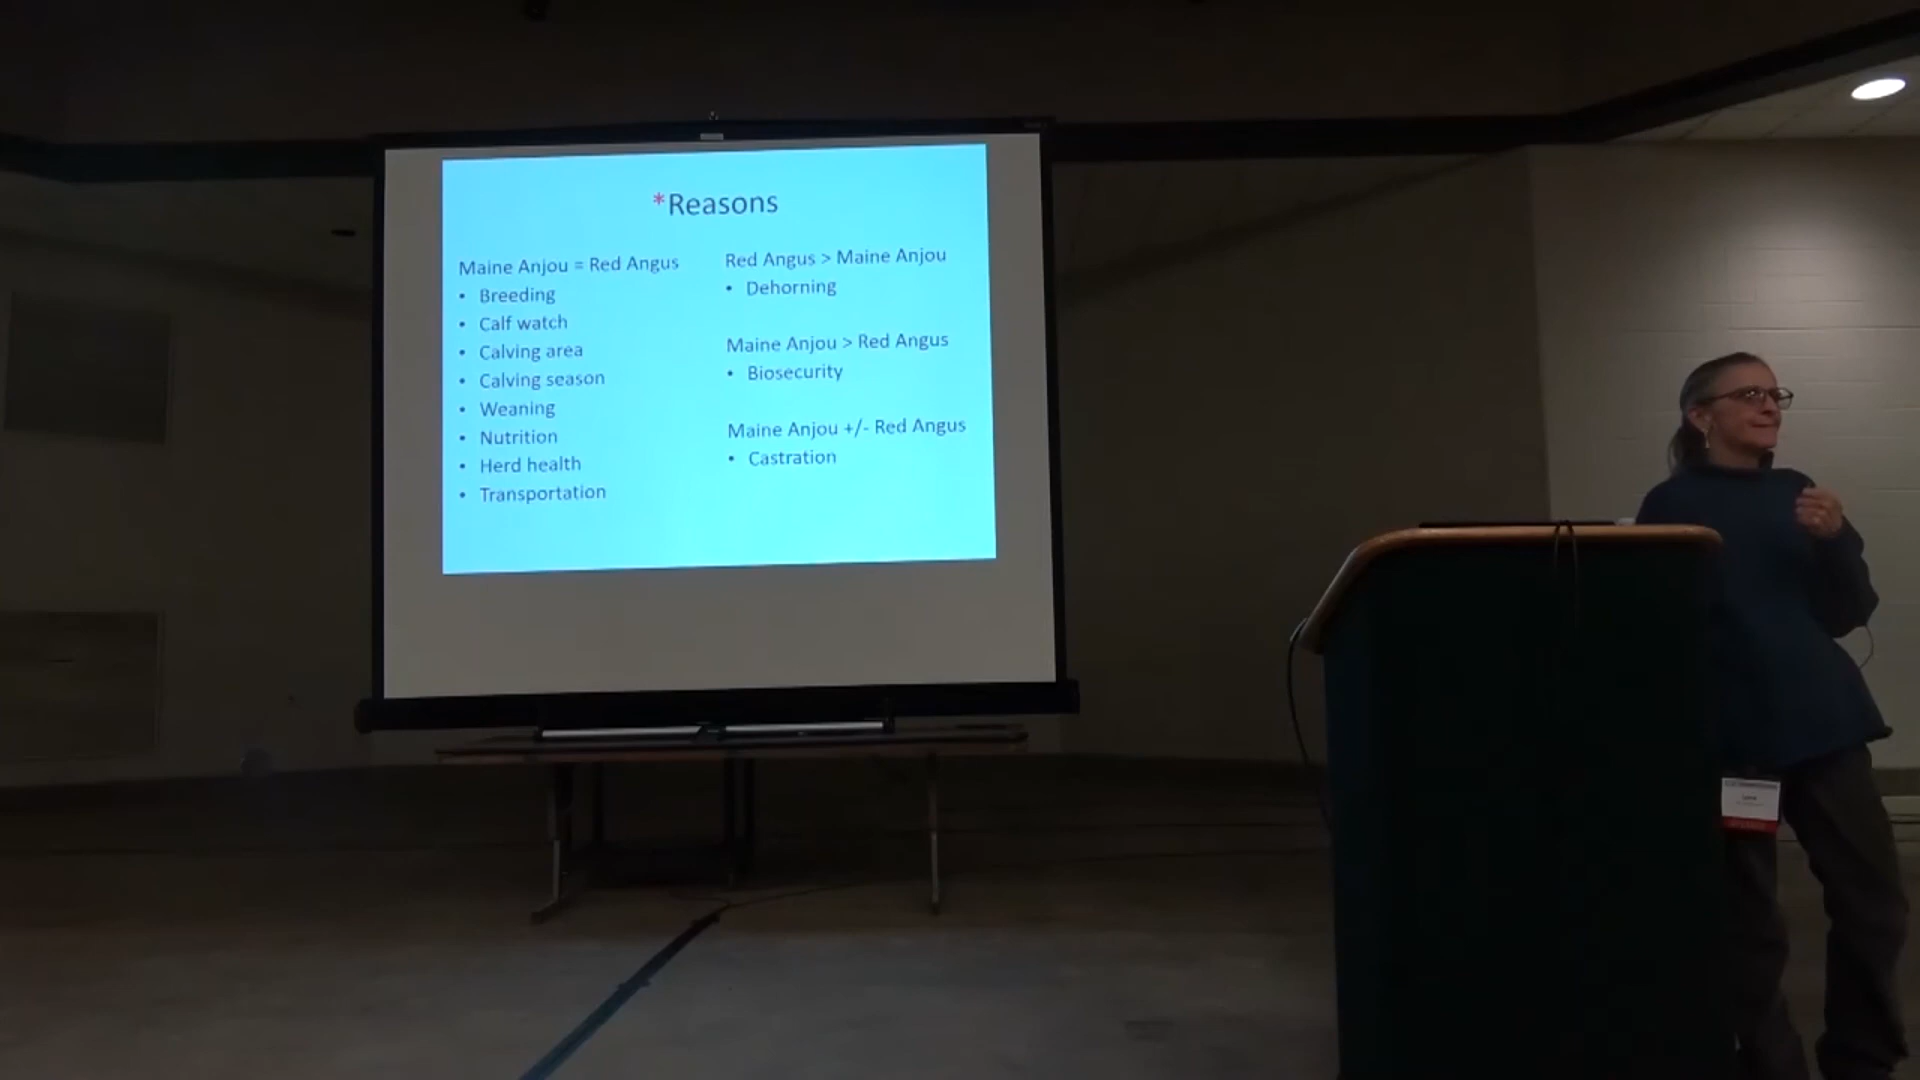 *Reasons
Maine Anjou = Red Angus
• Breeding
• Calf watch
• Calving area
• Calving season
• Weaning
• Nutrition
• Herd health
• Transportation
Red Angus > Maine Anjou
• Dehorning
Maine Anjou > Red Angus
• Biosecurity
Maine Anjou +/- Red Angus
• Castration